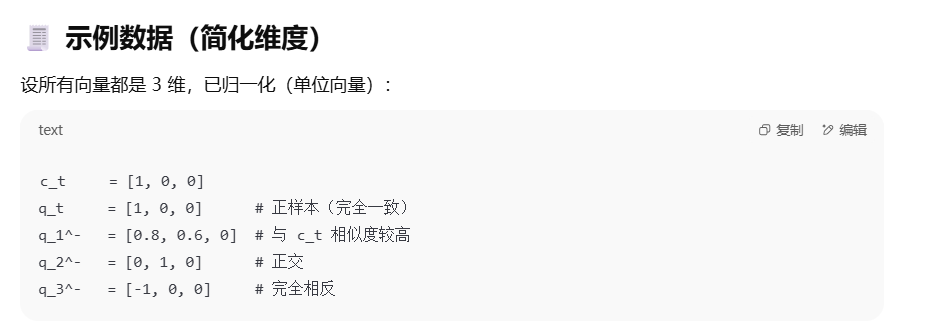 示例数据（简化维度）
设所有向量都是 3 维，已归一化（单位向量）：
text 复制 编辑
c_t = [1, 0, 0]
q_t = [1, 0, 0] # 正样本（完全一致）
q_1^- = [0.8, 0.6, 0] # 与 c_t 相似度较高
q_2^- = [0, 1, 0] # 正交
q_3^- = [-1, 0, 0] # 完全相反